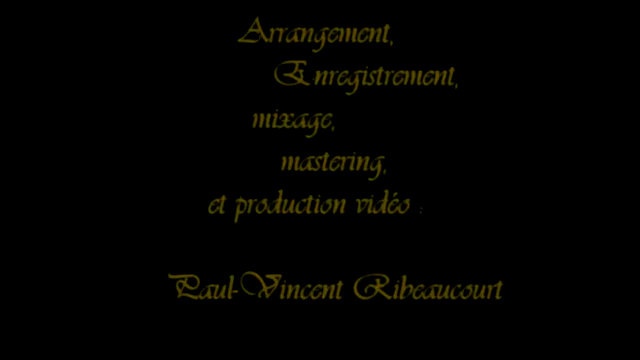 Arrangement,
Enregistrement,
mixage,
mastering,
et production vidéo :
Paul-Vincent Ribeaucourt